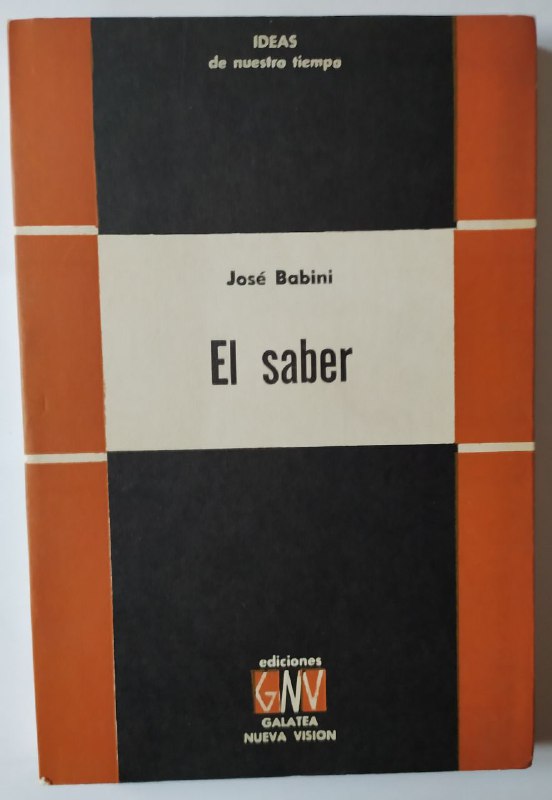 IDEAS
de nuestro tiempo
José Babini
El saber
ediciones
GNV
GALATEA
NUEVA VISION